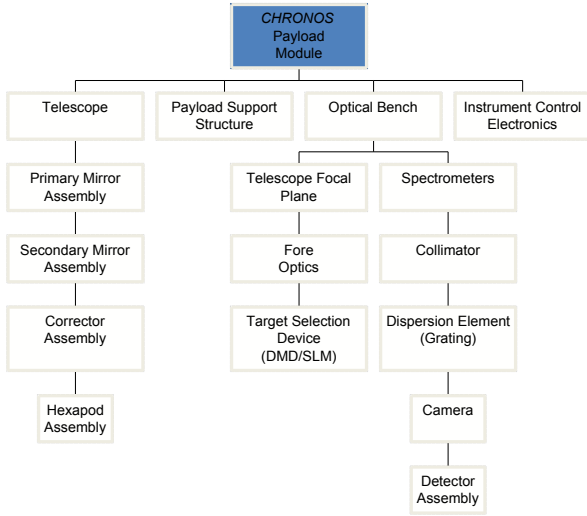 CHRONOS
Payload
Module
Telescope
Payload Support
Structure
Optical Bench
Instrument Control
Electronics
Primary Mirror
Assembly
Telescope Focal
Plane
Spectrometers
Secondary Mirror
Assembly
Fore
Optics
Collimator
Corrector
Assembly
Target Selection
Device
(DMD/SLM)
Dispersion Element
(Grating)
Hexapod
Assembly
Camera
Detector
Assembly